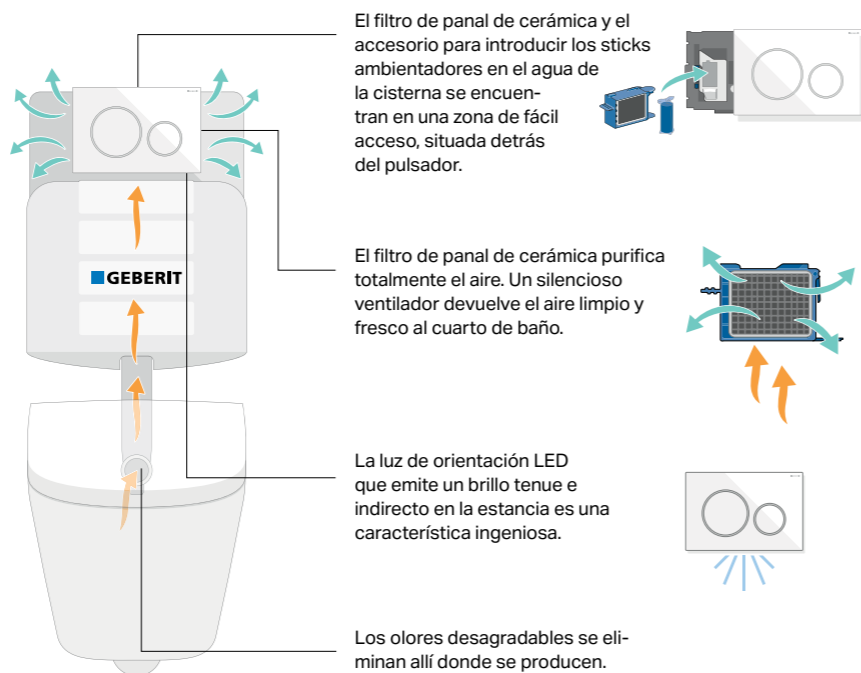 El filtro de panal de cerámica y el
accesorio para introducir los sticks
ambientadores en el agua de
la cisterna se encuen-
tran en una zona de fácil
acceso, situada detrás
del pulsador.
GEBERIT
El filtro de panal de cerámica purifica
totalmente el aire. Un silencioso
ventilador devuelve el aire limpio y
fresco al cuarto de baño.
La luz de orientación LED
que emite un brillo tenue e
indirecto en la estancia es una
característica ingeniosa.
Los olores desagradables se eli-
minan allí donde se producen.